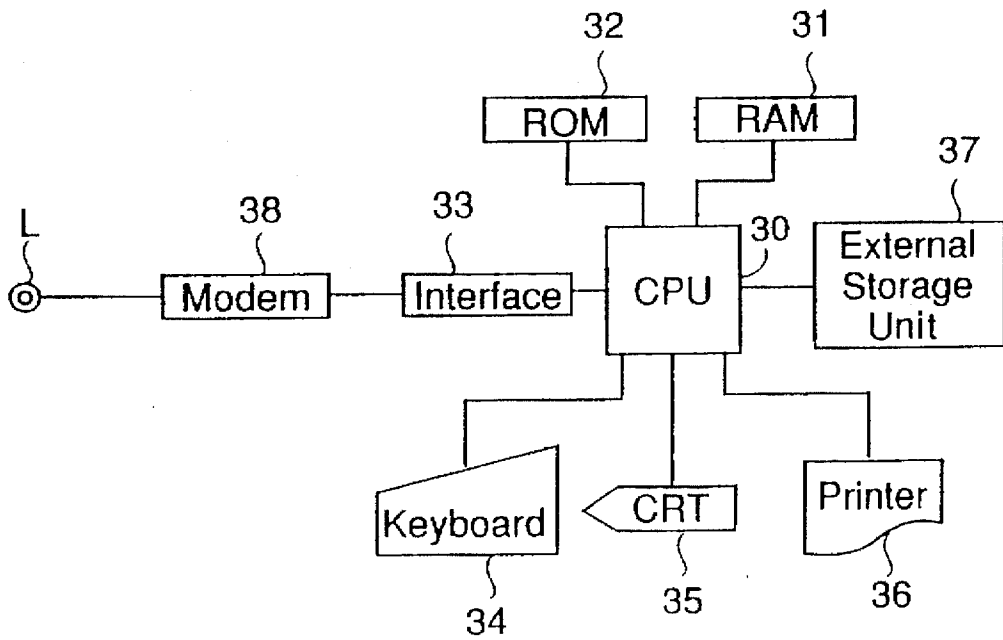 32
31
ROM
RAM
37
L
38
33
30
Modem
Interface
CPU
External
Storage
Unit
Keyboard
CRT
Printer
34
35
36